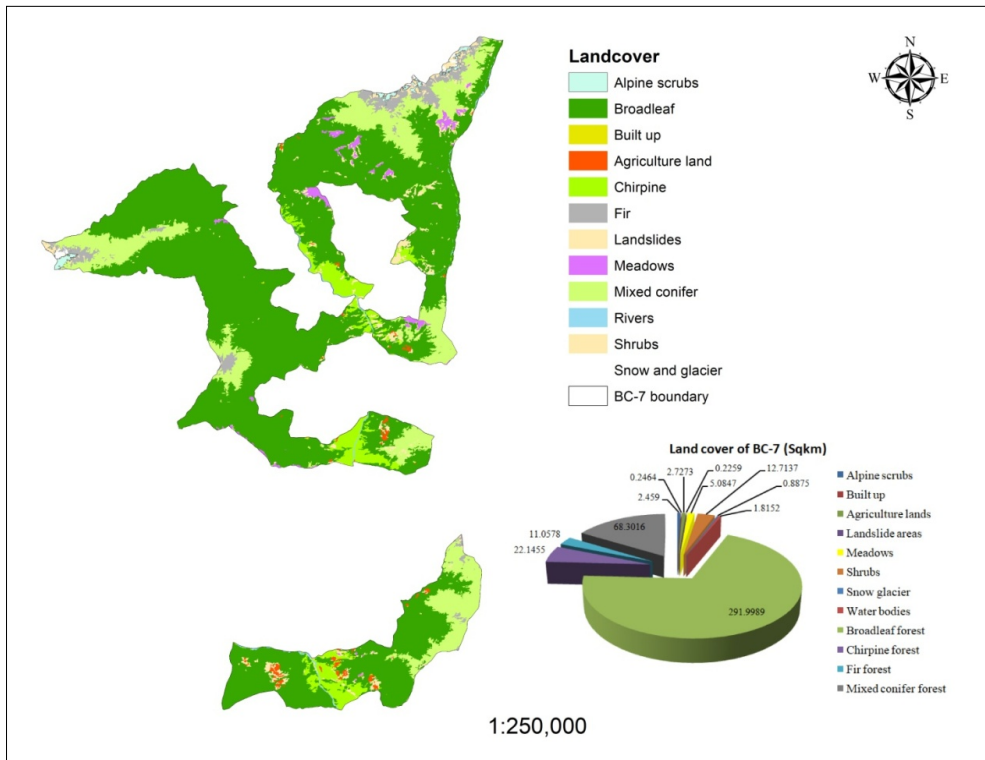 N
W E
S
Landcover
Alpine scrubs
Broadleaf
Built up
Agriculture land
Chirpine
Fir
Landslides
Meadows
Mixed conifer
Rivers
Shrubs
Snow and glacier
BC-7 boundary
Land cover of BC-7 (Sqkm)
2.459
0.2464
2.7273
0.2259
5.0847
12.7137
0.8875
1.8152
291.9989
22.1455
11.0578
68.3016
Alpine scrubs
Built up
Agriculture lands
Landslide areas
Meadows
Shrubs
Snow glacier
Water bodies
Broadleaf forest
Chirpine forest
Fir forest
Mixed conifer forest
1:250,000